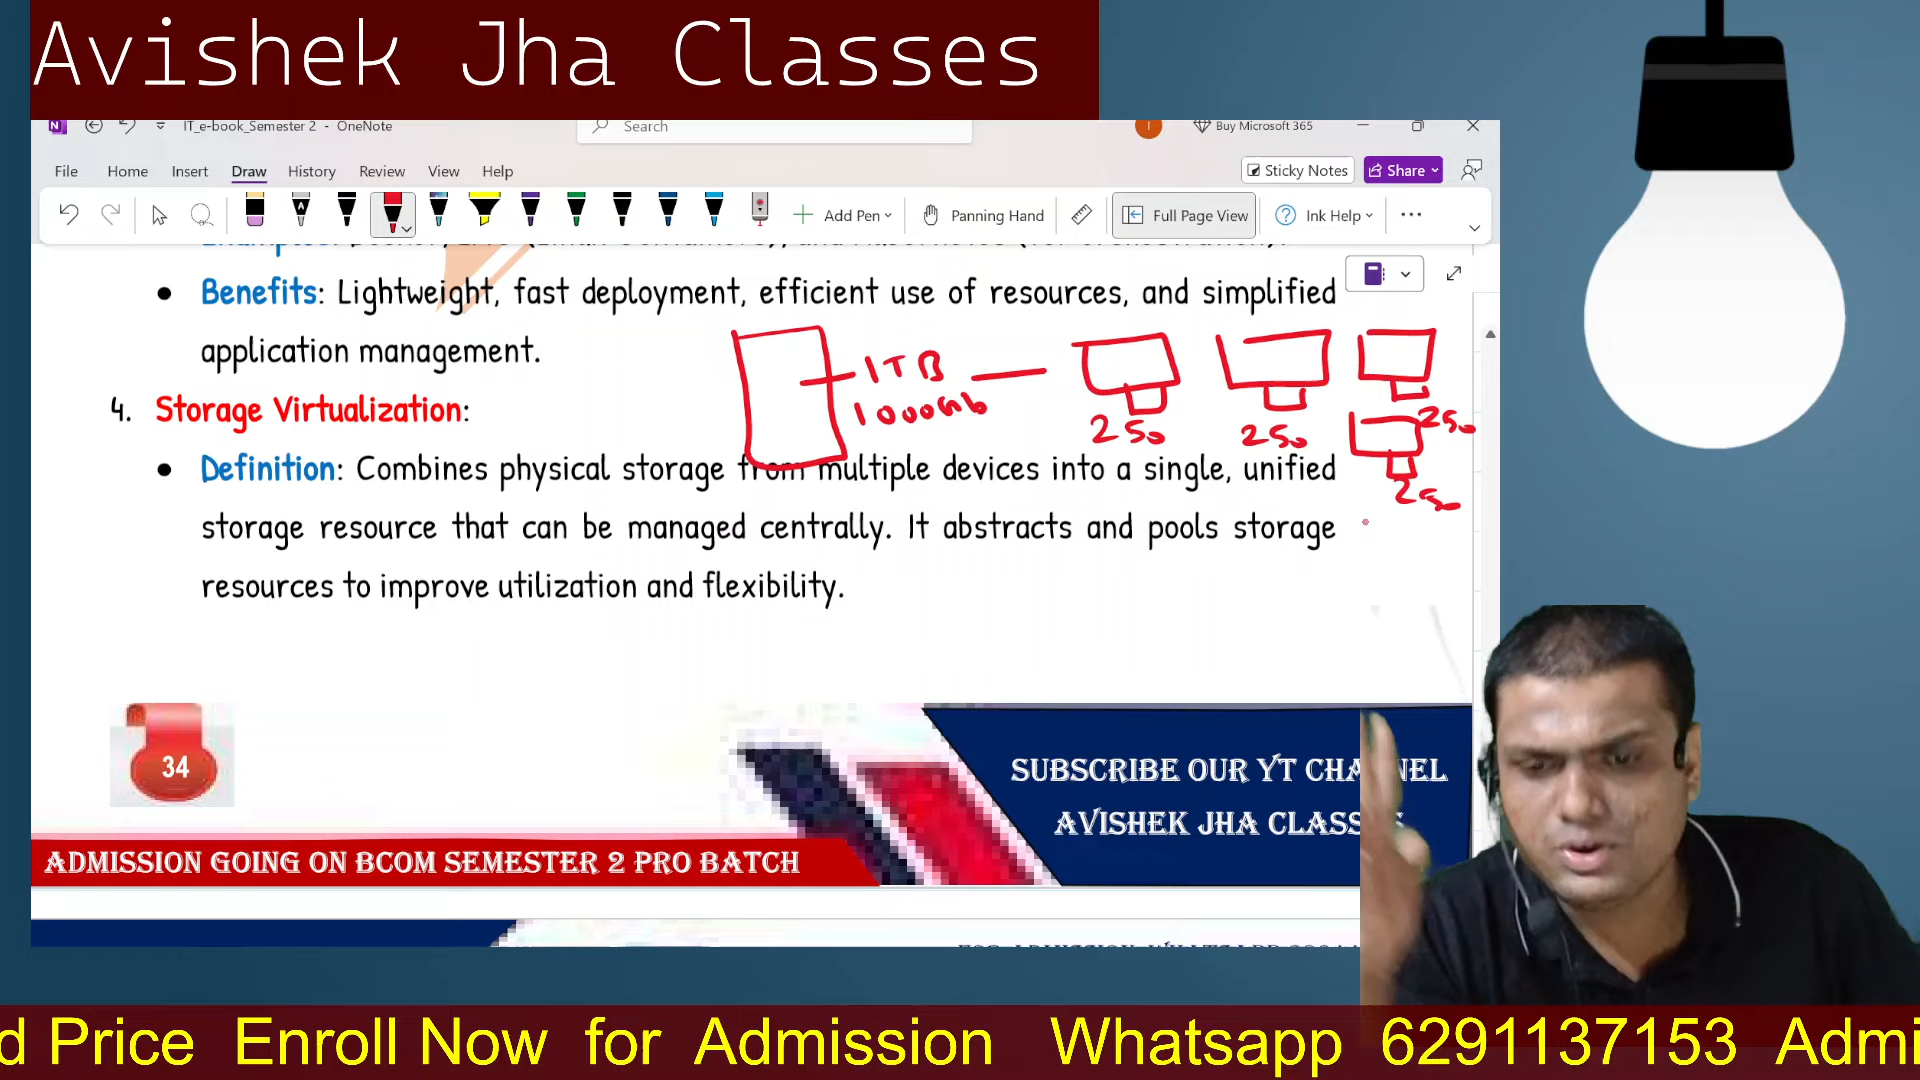 Avishek Jha Classes
IT_e-book_Semester 2 - OneNote
Search
Buy Microsoft 365
File Home Insert Draw History Review View Help
Sticky Notes
Share
Add Pen
Panning Hand
Full Page View
Ink Help
Benefits: Lightweight, fast deployment, efficient use of resources, and simplified
application management.
1TB
1000Gb
250
250
250
250
4. Storage Virtualization:
Definition: Combines physical storage from multiple devices into a single, unified
storage resource that can be managed centrally. It abstracts and pools storage
resources to improve utilization and flexibility.
34
SUBSCRIBE OUR YT CHA NEL
AVISHEK JHA CLASS
ADMISSION GOING ON BCOM SEMESTER 2 PRO BATCH
d Price Enroll Now for Admission Whatsapp 6291137153 Admi